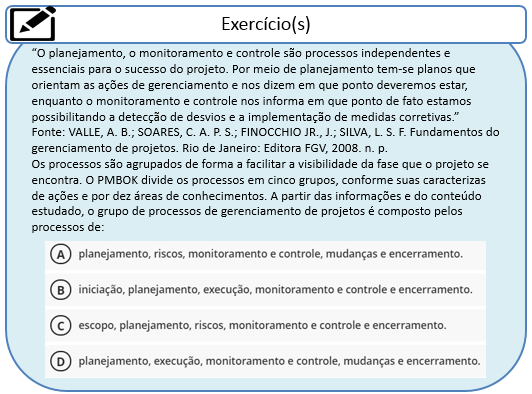 Exercício(s)
“O planejamento, o monitoramento e controle são processos independentes e
essenciais para o sucesso do projeto. Por meio de planejamento tem-se planos que
orientam as ações de gerenciamento e nos dizem em que ponto deveremos estar,
enquanto o monitoramento e controle nos informa em que ponto de fato estamos
possibilitando a detecção de desvios e a implementação de medidas corretivas.”
Fonte: VALLE, A. B.; SOARES, C. A. P. S.; FINOCCHIO JR., J.; SILVA, L. S. F. Fundamentos do
gerenciamento de projetos. Rio de Janeiro: Editora FGV, 2008. n. p.
Os processos são agrupados de forma a facilitar a visibilidade da fase que o projeto se
encontra. O PMBOK divide os processos em cinco grupos, conforme suas caracterizas
de ações e por dez áreas de conhecimentos. A partir das informações e do conteúdo
estudado, o grupo de processos de gerenciamento de projetos é composto pelos
processos de:
A planejamento, riscos, monitoramento e controle, mudanças e encerramento.
B iniciação, planejamento, execução, monitoramento e controle e encerramento.
C escopo, planejamento, riscos, monitoramento e controle e encerramento.
D planejamento, execução, monitoramento e controle, mudanças e encerramento.